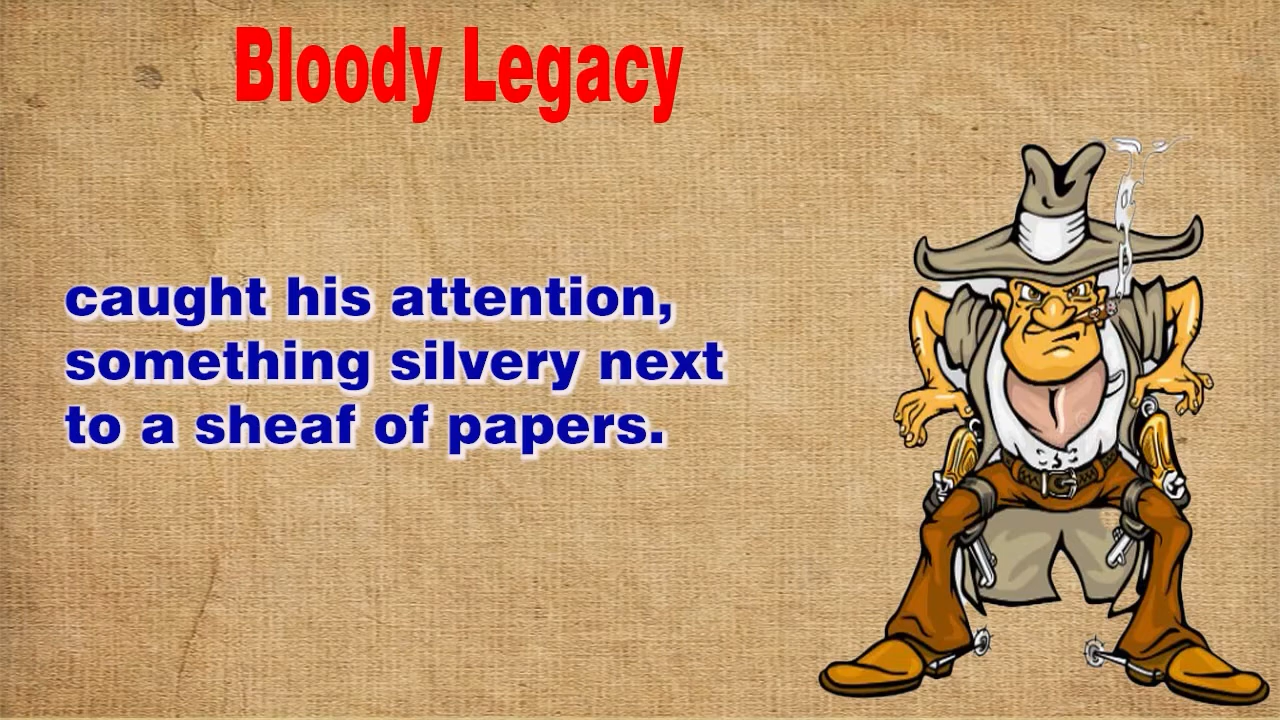 Bloody Legacy
caught his attention,
something silvery next
to a sheaf of papers.